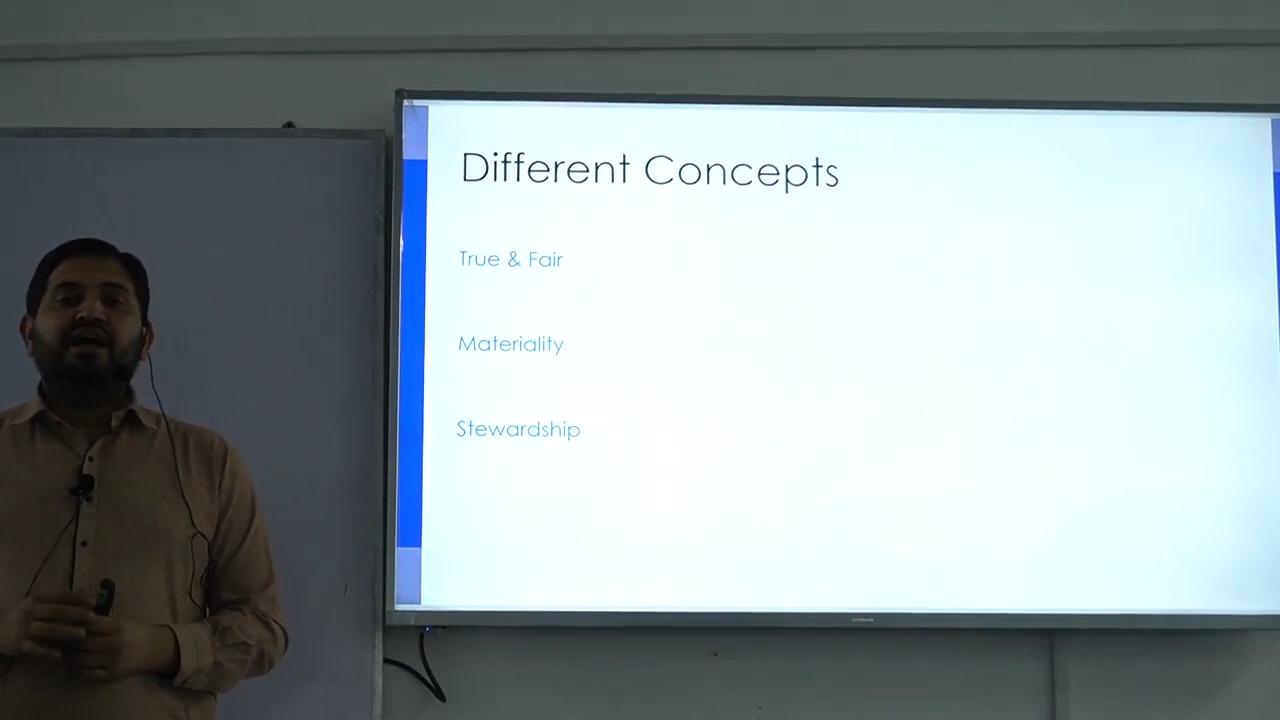 Different Concepts
True & Fair
Materiality
Stewardship